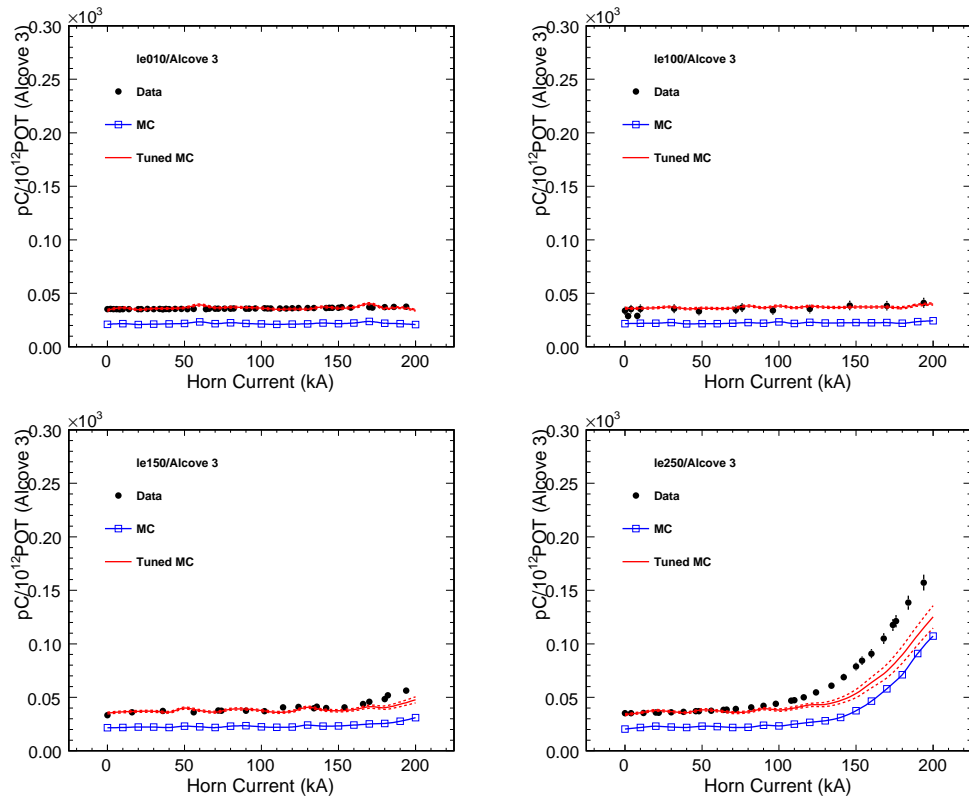 ×10³
0.30
le010/Alcove 3
Data
0.25
MC
0.20
Tuned MC
0.15
0.10
0.05
0.00
pC/10¹²POT (Alcove 3)
0 50 100 150 200
Horn Current (kA)
×10³
0.30
le100/Alcove 3
Data
0.25
MC
0.20
Tuned MC
0.15
0.10
0.05
0.00
pC/10¹²POT (Alcove 3)
0 50 100 150 200
Horn Current (kA)
×10³
0.30
le150/Alcove 3
Data
0.25
MC
0.20
Tuned MC
0.15
0.10
0.05
0.00
pC/10¹²POT (Alcove 3)
0 50 100 150 200
Horn Current (kA)
×10³
0.30
le250/Alcove 3
Data
0.25
MC
0.20
Tuned MC
0.15
0.10
0.05
0.00
pC/10¹²POT (Alcove 3)
0 50 100 150 200
Horn Current (kA)